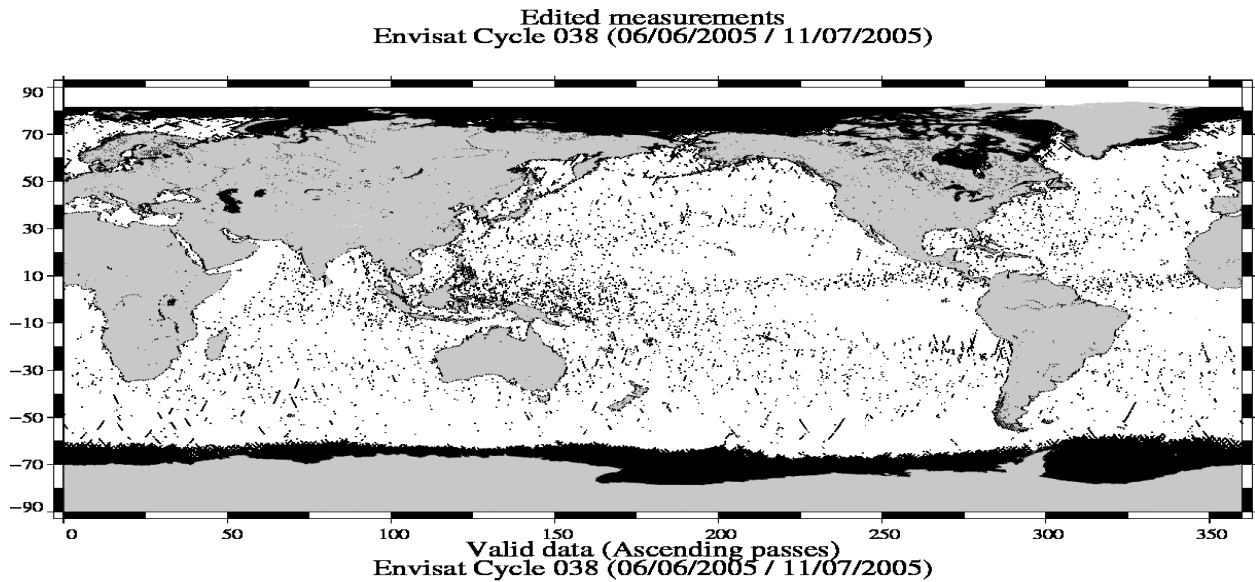 Edited measurements
Envisat Cycle 038 (06/06/2005 / 11/07/2005)
90
70
50
30
10
−10
−30
−50
−70
−90
0 50 100 150 200 250 300 350
Valid data (Ascending passes)
Envisat Cycle 038 (06/06/2005 / 11/07/2005)